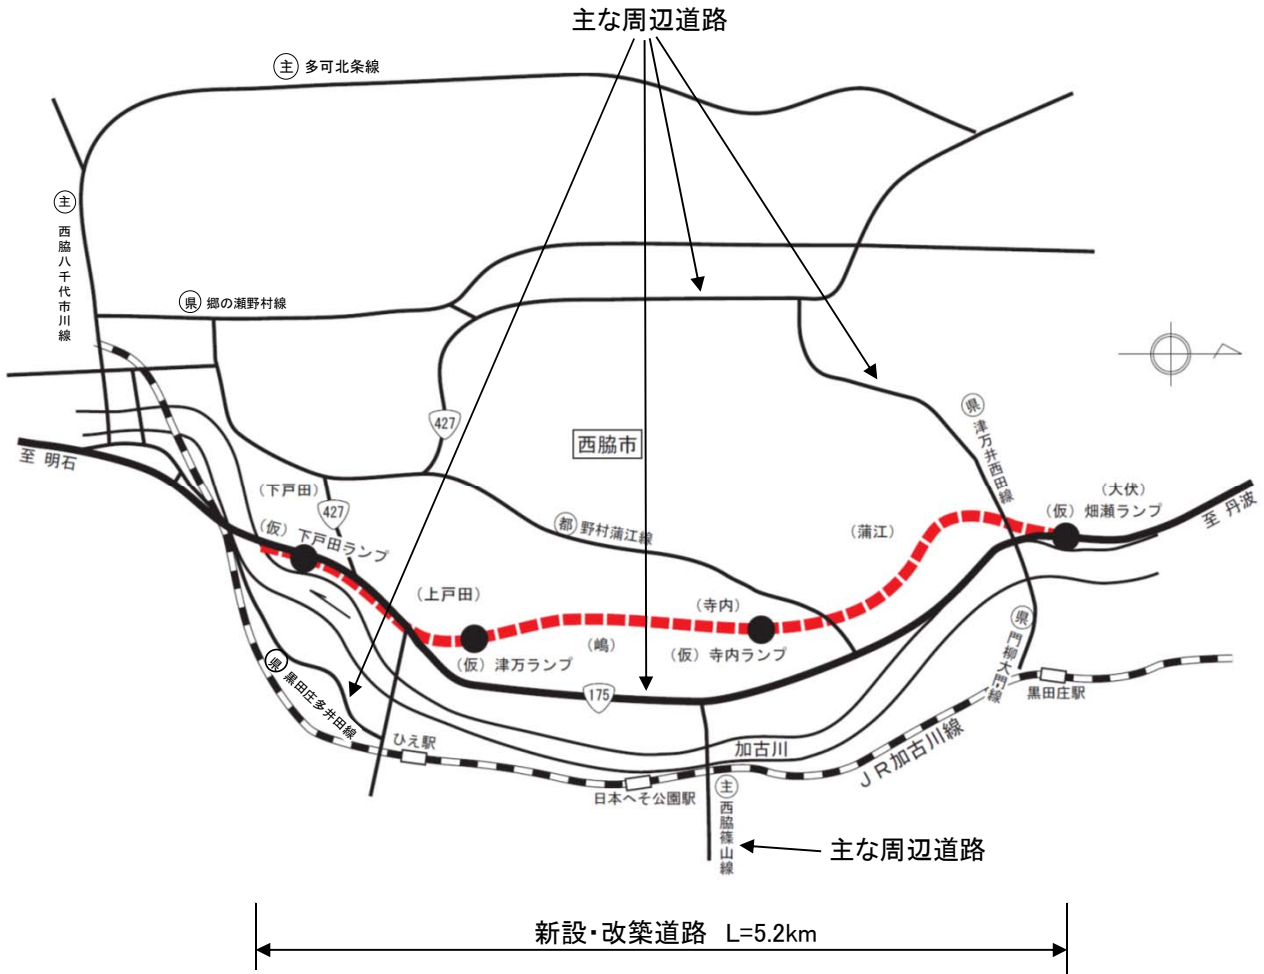 主な周辺道路
主 多可北条線
主 西脇八千代市川線
県 郷の瀬野村線
427
西脇市
県 津万井西田線
至 明石
(下戸田)
427
(仮)下戸田ランプ
都 野村蒲江線
(蒲江)
(大伏)
(仮)畑瀬ランプ
至 丹波
(上戸田)
(寺内)
(嶋)
(仮)津万ランプ
(仮)寺内ランプ
県 門柳大門線
県 黒田庄多井田線
175
黒田庄駅
ひえ駅
加古川
JR加古川線
日本へそ公園駅
主 西脇篠山線
主な周辺道路
新設・改築道路 L=5.2km